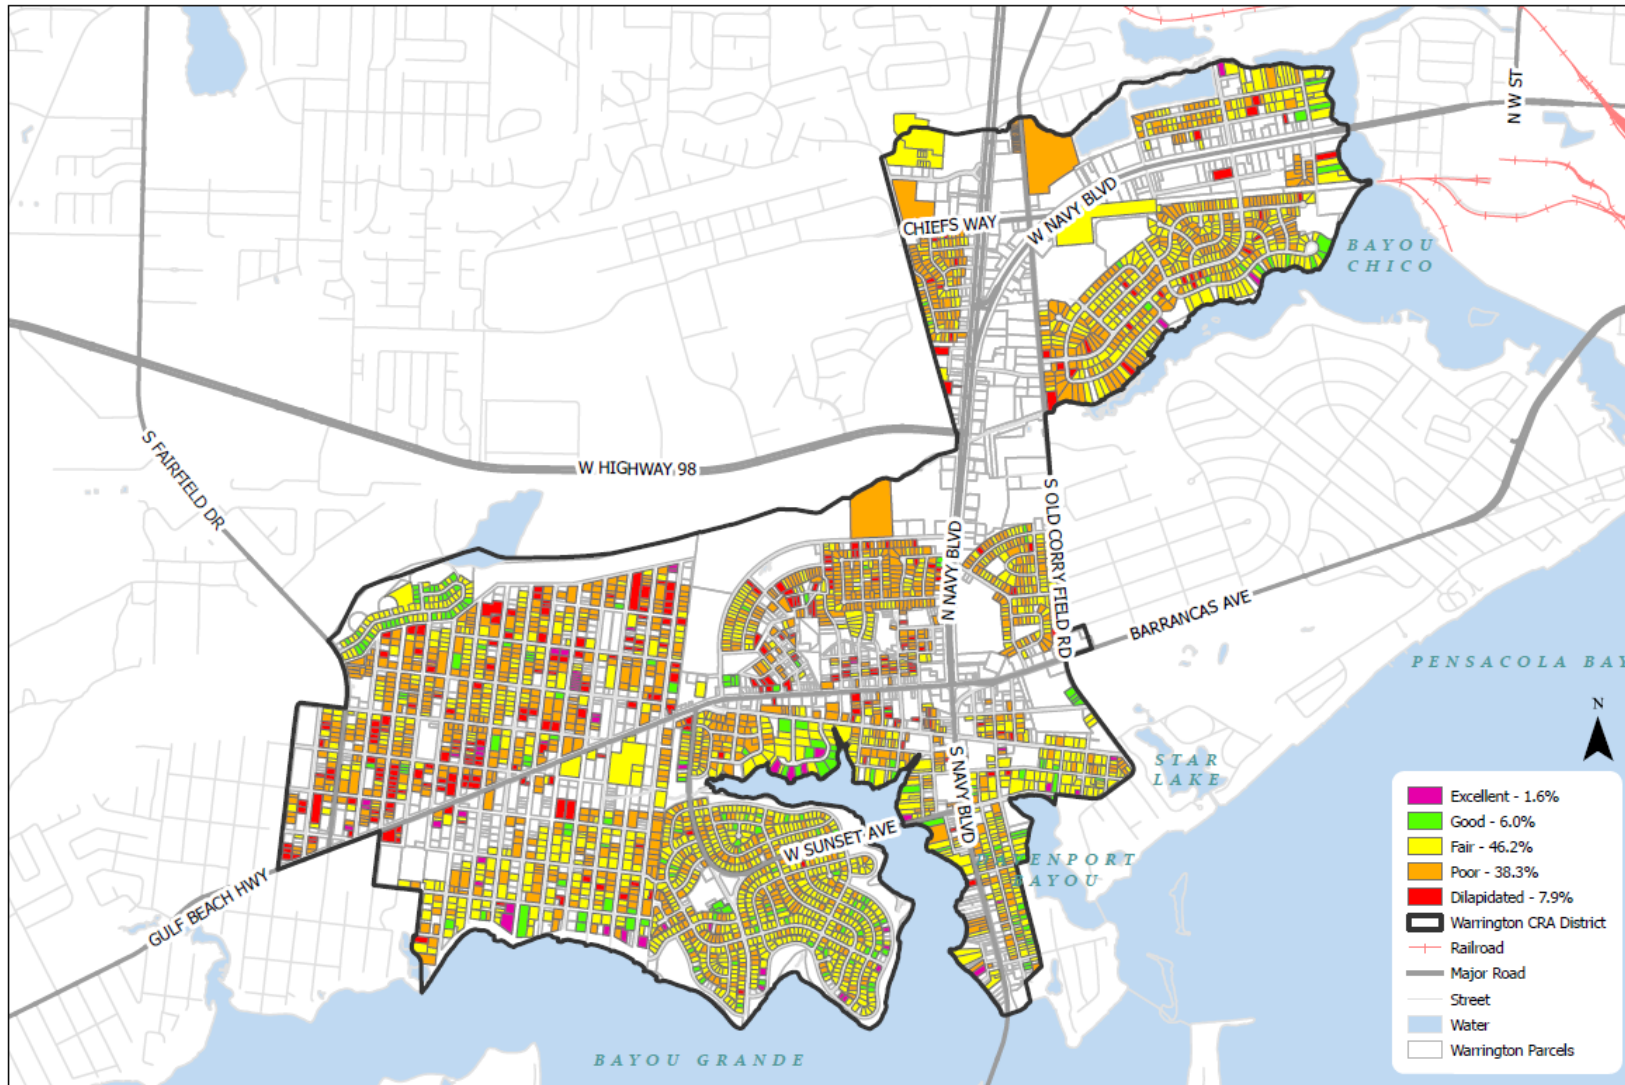 N W ST
CHIEFS WAY
W NAVY BLVD
BAYOU
CHICO
S FAIRFIELD DR
W HIGHWAY 98
N NAVY BLVD
S OLD CORRY FIELD RD
BARRANCAS AVE
PENSACOLA BAY
N
STAR
LAKE
S NAVY BLVD
W SUNSET AVE
ENPORT
BAYOU
GULF BEACH HWY
BAYOU GRANDE
Excellent - 1.6%
Good - 6.0%
Fair - 46.2%
Poor - 38.3%
Dilapidated - 7.9%
Warrington CRA District
Railroad
Major Road
Street
Water
Warrington Parcels